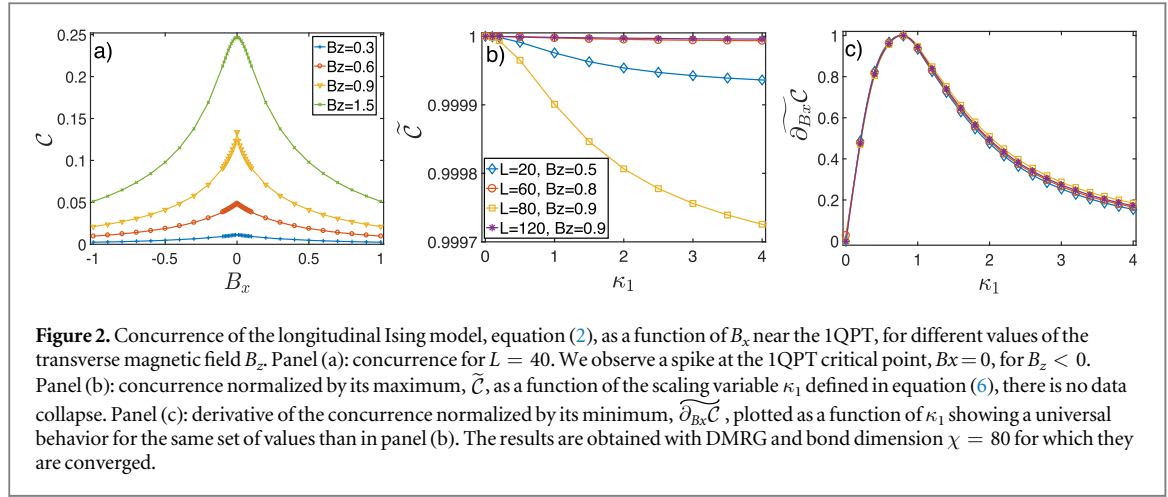 a)
0.25
0.2
0.15
0.1
0.05
0
-1 -0.5 0 0.5 1
C
B_x
Bz=0.3
Bz=0.6
Bz=0.9
Bz=1.5
b)
1
0.9999
0.9998
0.9997
0 1 2 3 4
C̃
κ₁
L=20, Bz=0.5
L=60, Bz=0.8
L=80, Bz=0.9
L=120, Bz=0.9
c)
1
0.8
0.6
0.4
0.2
0
0 1 2 3 4
\widetilde{∂_{Bx}C}
κ₁
Figure 2. Concurrence of the longitudinal Ising model, equation (2), as a function of B_x near the 1QPT, for different values of the
transverse magnetic field B_z. Panel (a): concurrence for L = 40. We observe a spike at the 1QPT critical point, Bx = 0, for B_z < 0.
Panel (b): concurrence normalized by its maximum, C̃, as a function of the scaling variable κ₁ defined in equation (6), there is no data
collapse. Panel (c): derivative of the concurrence normalized by its minimum, \widetilde{∂_{Bx}C}, plotted as a function of κ₁ showing a universal
behavior for the same set of values than in panel (b). The results are obtained with DMRG and bond dimension χ = 80 for which they
are converged.